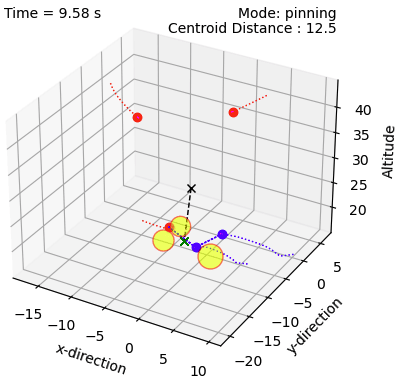 Time = 9.58 s
Mode: pinning
Centroid Distance : 12.5
40
35
30
25
20
Altitude
−15
−10
−5
0
5
10
x-direction
−20
−15
−10
−5
0
5
y-direction